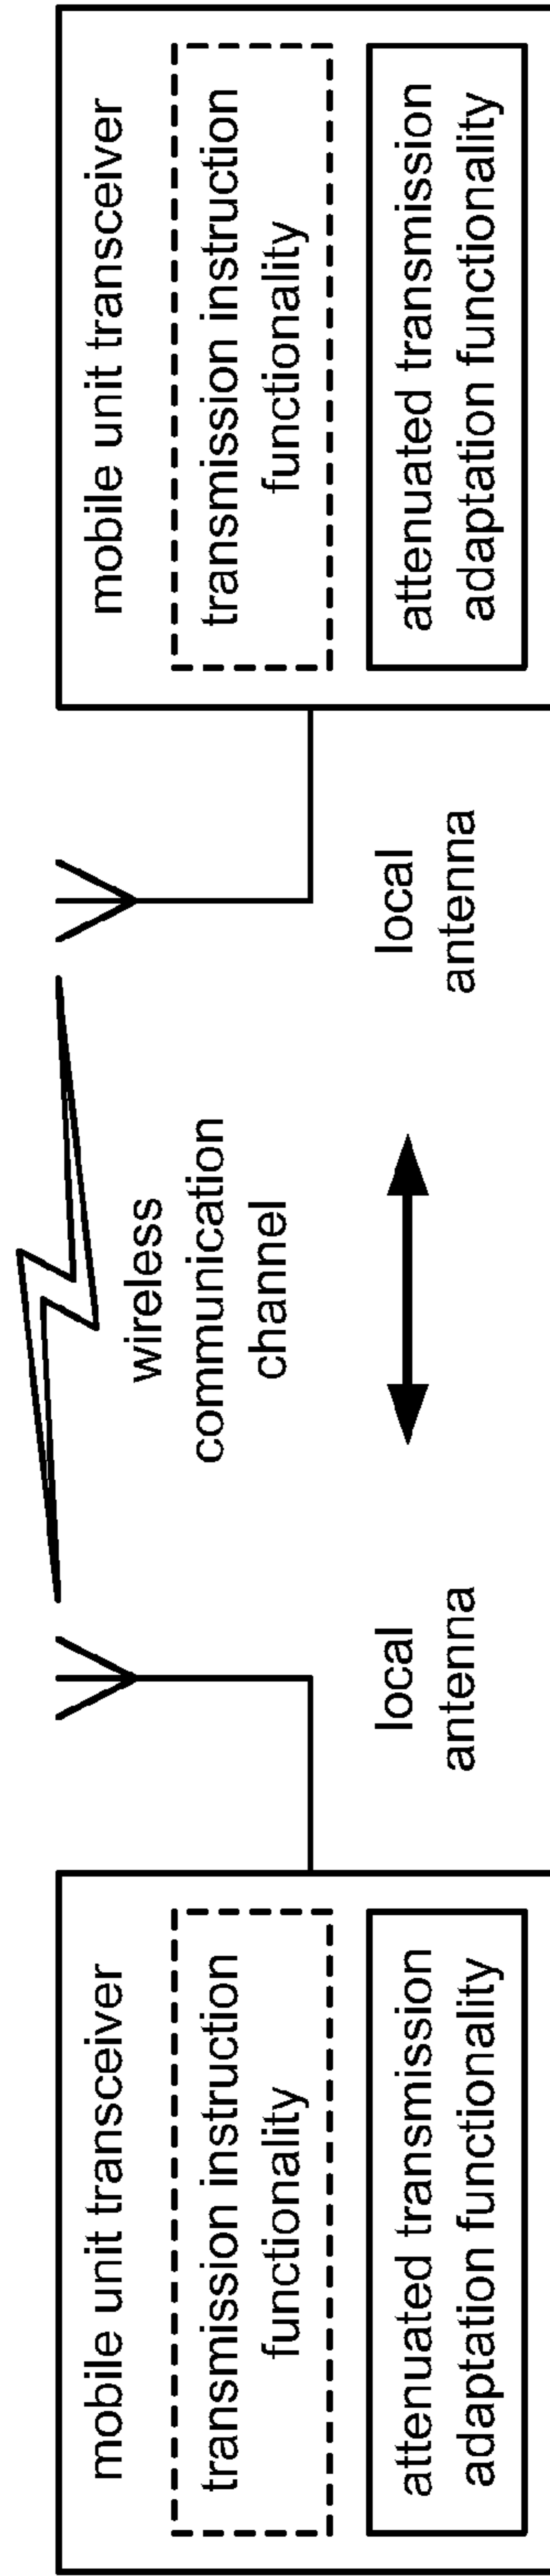 mobile unit transceiver
transmission instruction
functionality
attenuated transmission
adaptation functionality
local
antenna
wireless
communication
channel
local
antenna
mobile unit transceiver
transmission instruction
functionality
attenuated transmission
adaptation functionality